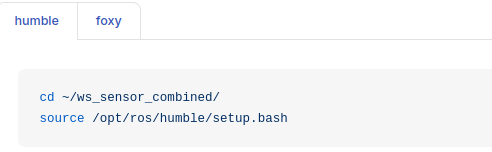 humble foxy
cd ~/ws_sensor_combined/
source /opt/ros/humble/setup.bash